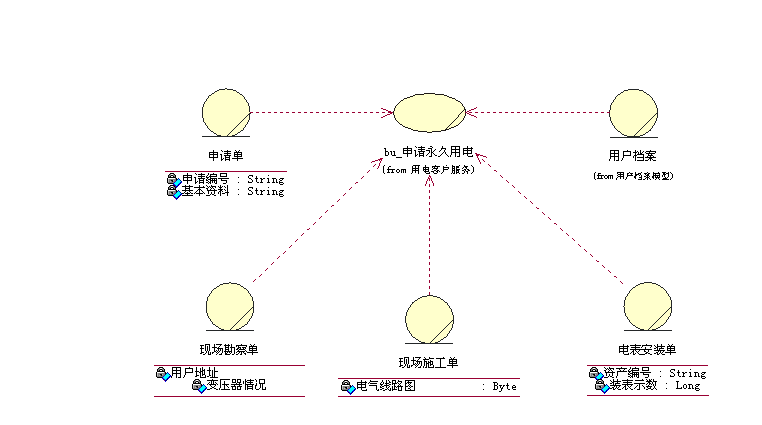 申请单
申请编号 : String
基本资料 : String
bu_申请永久用电
(from 用电客户服务)
用户档案
(from 用户档案模型)
现场勘察单
用户地址
变压器情况
现场施工单
电气线路图 : Byte
电表安装单
资产编号 : String
装表示数 : Long